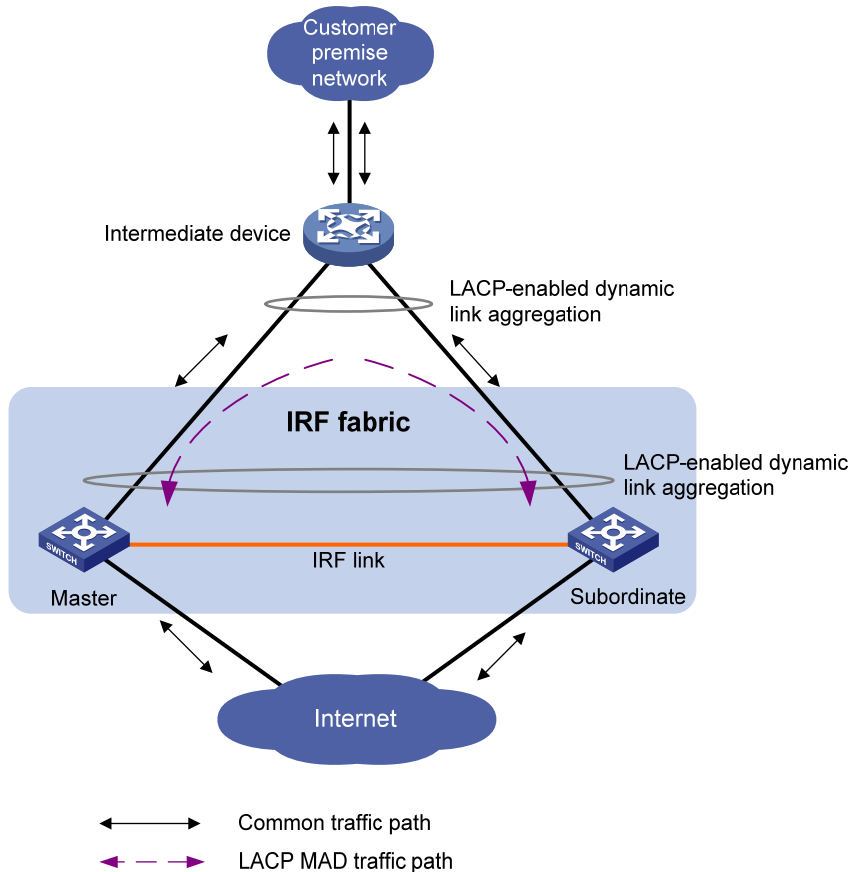 Customer
premise
network
Intermediate device
LACP-enabled dynamic
link aggregation
IRF fabric
LACP-enabled dynamic
link aggregation
SWITCH
IRF link
SWITCH
Master
Subordinate
Internet
Common traffic path
LACP MAD traffic path